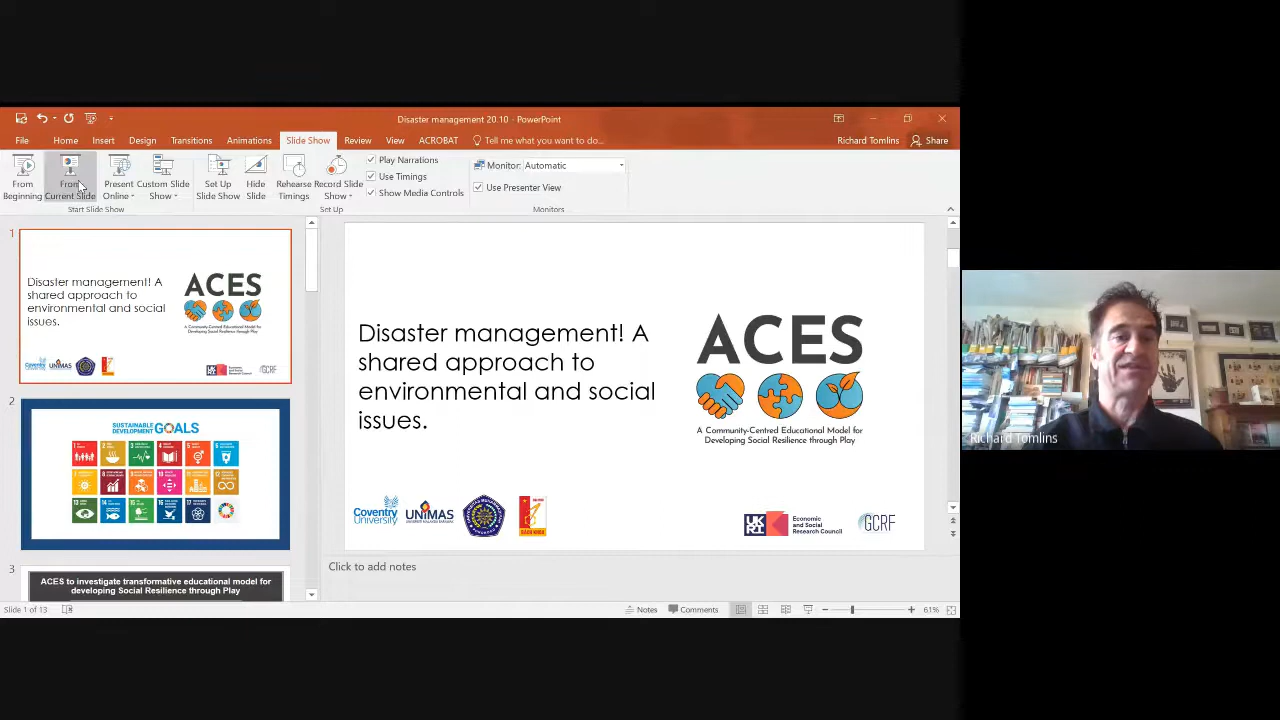 Disaster management 20.10 - PowerPoint
File Home Insert Design Transitions Animations Slide Show Review View ACROBAT Tell me what you want to do... Richard Tomlins Share
From Beginning
From Current Slide
Present Online
Custom Slide Show
Set Up Slide Show
Hide Slide
Rehearse Timings
Record Slide Show
Play Narrations
Use Timings
Show Media Controls
Monitor: Automatic
Use Presenter View
Start Slide Show
Set Up
Monitors
1
Disaster management! A
shared approach to
environmental and social
issues.
ACES
A Community-Centred Educational Model for
Developing Social Resilience through Play
Coventry
University
UNIMAS
2
SUSTAINABLE
DEVELOPMENT
GOALS
3
ACES to investigate transformative educational model for
developing Social Resilience through Play
Disaster management! A
shared approach to
environmental and social
issues.
ACES
A Community-Centred Educational Model for
Developing Social Resilience through Play
Coventry
University
UNIMAS
UKRI
Economic
and Social
Research Council
GCRF
Click to add notes
Slide 1 of 13
Notes
Comments
61%
Richard Tomlins